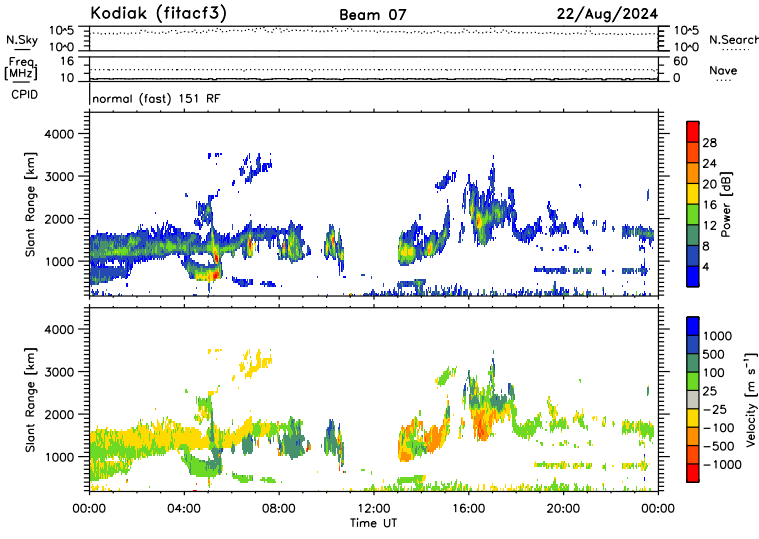 Kodiak (fitacf3) Beam 07 22/Aug/2024
N.Sky 10^5 10^0 10^5 10^0 N.Search
Freq. [MHz] 16 10 60 0 Nave
CPID normal (fast) 151 RF
Slant Range [km] 4000 3000 2000 1000
Power [dB] 28 24 20 16 12 8 4
Slant Range [km] 4000 3000 2000 1000
Velocity [m s⁻¹] 1000 500 100 25 −25 −100 −500 −1000
00:00 04:00 08:00 12:00 16:00 20:00 00:00
Time UT